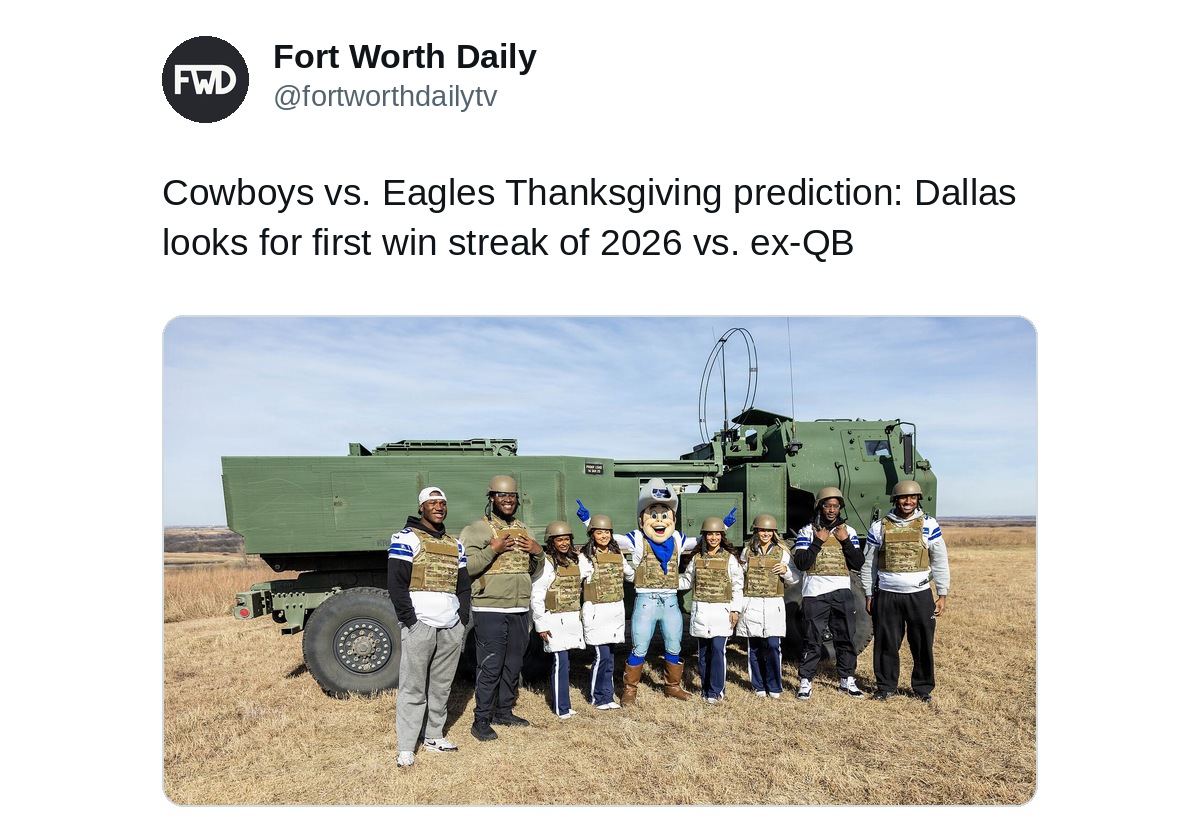 FWD
Fort Worth Daily
@fortworthdailytv
Cowboys vs. Eagles Thanksgiving prediction: Dallas
looks for first win streak of 2026 vs. ex-QB